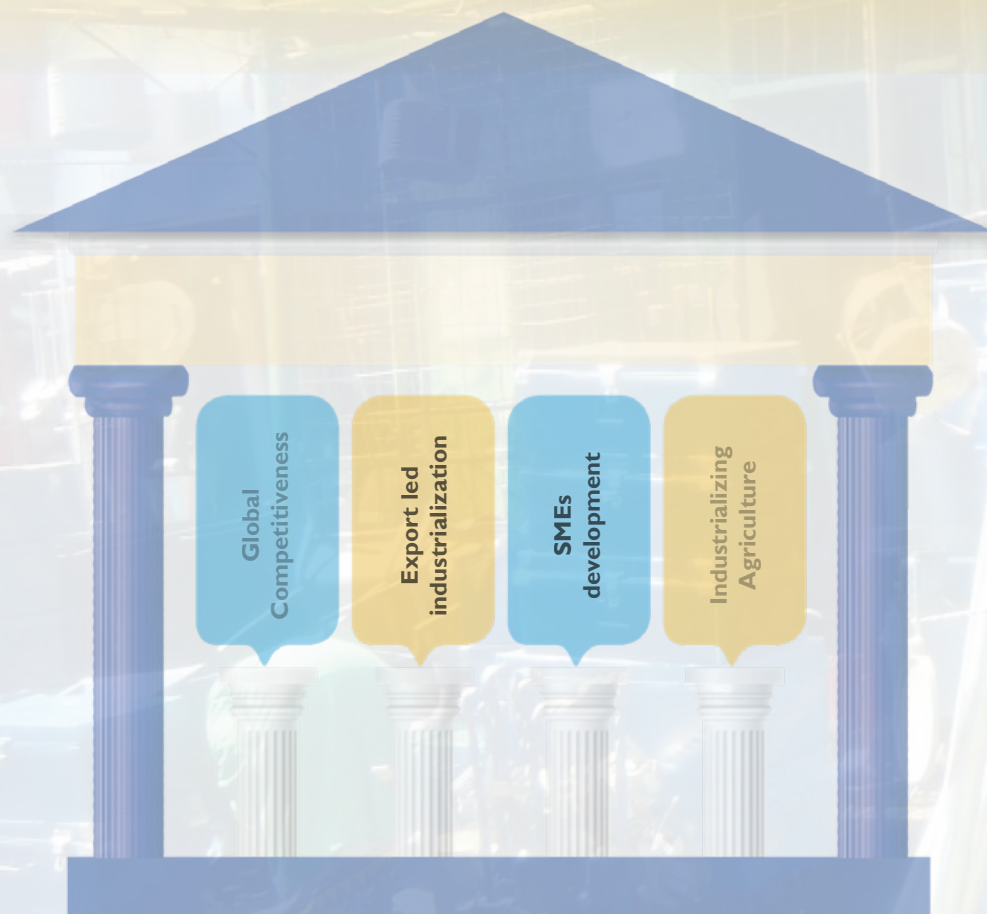 Global
Competitiveness
Export led
industrialization
SMEs
development
Industrializing
Agriculture